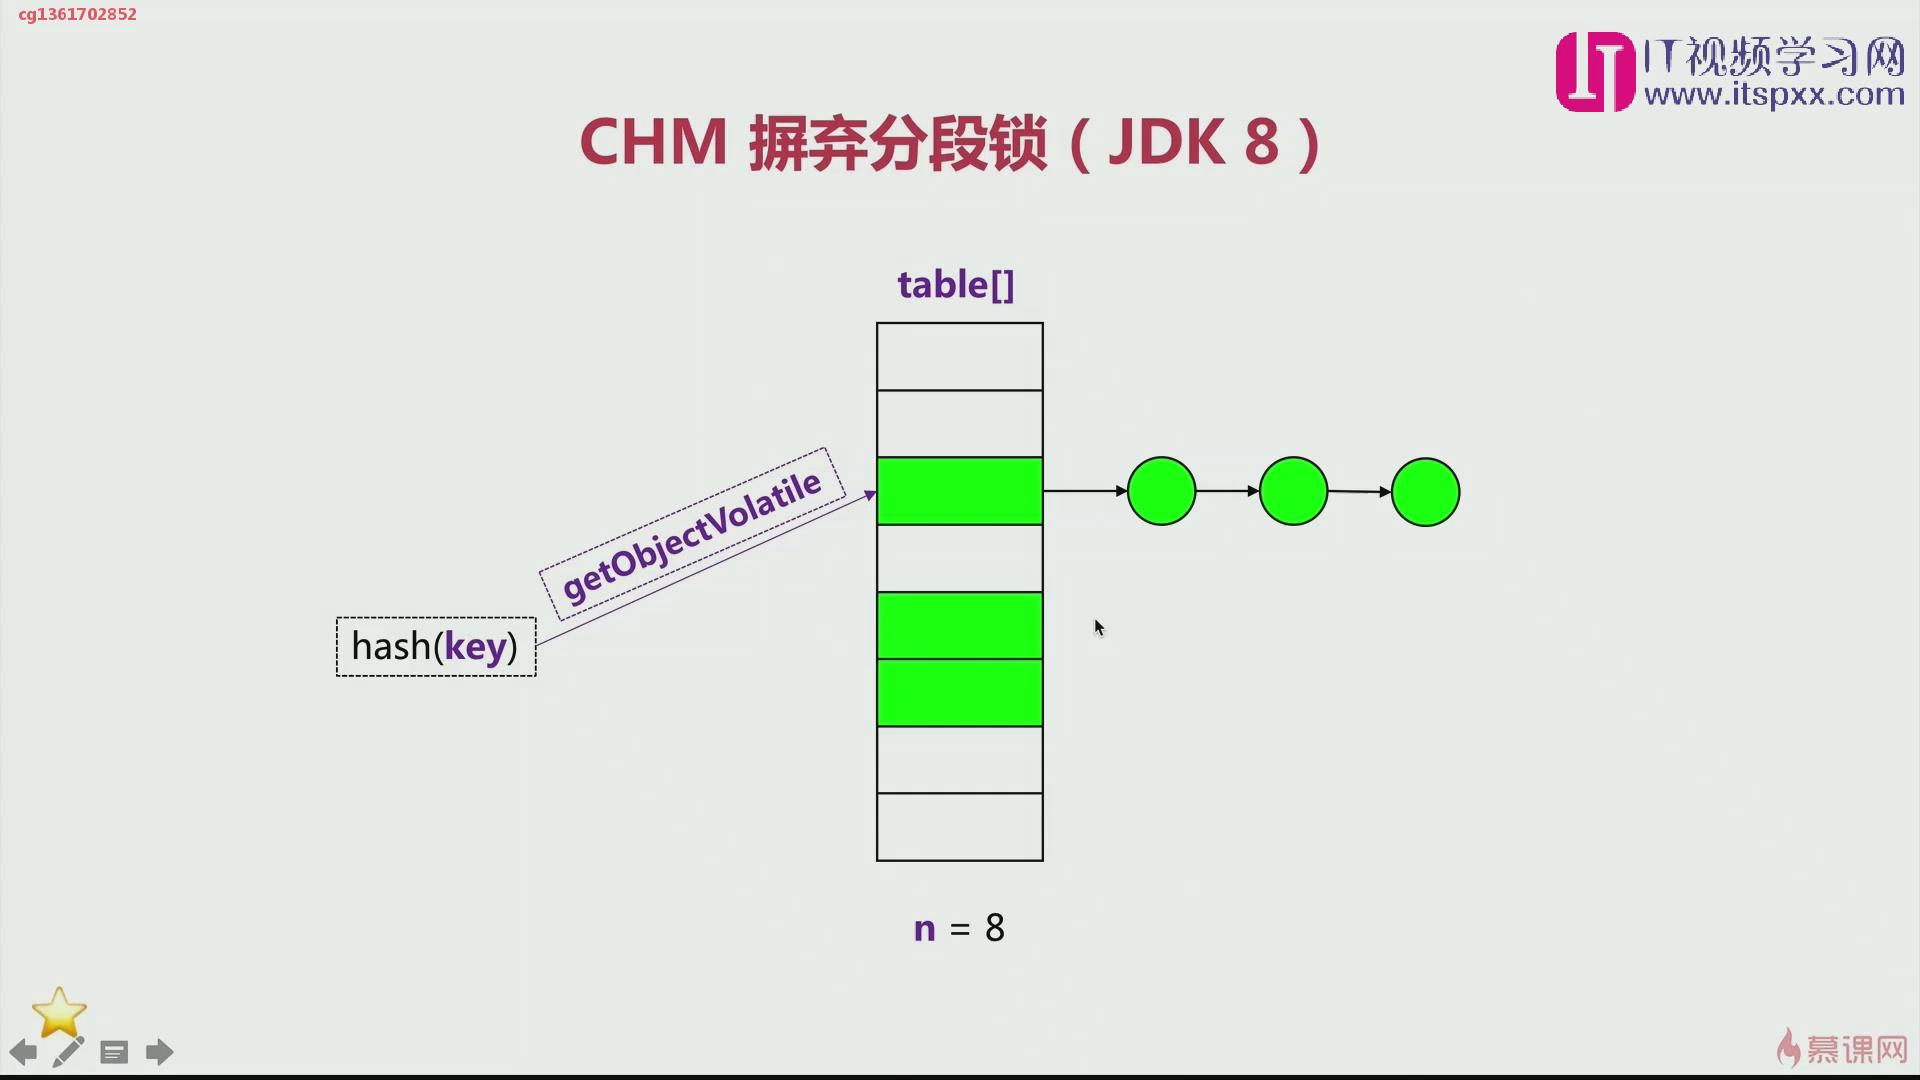 cg1361702852
IT视频学习网
www.itspxx.com
CHM 摒弃分段锁（JDK 8）
table[]
getObjectVolatile
hash(key)
n = 8
慕课网